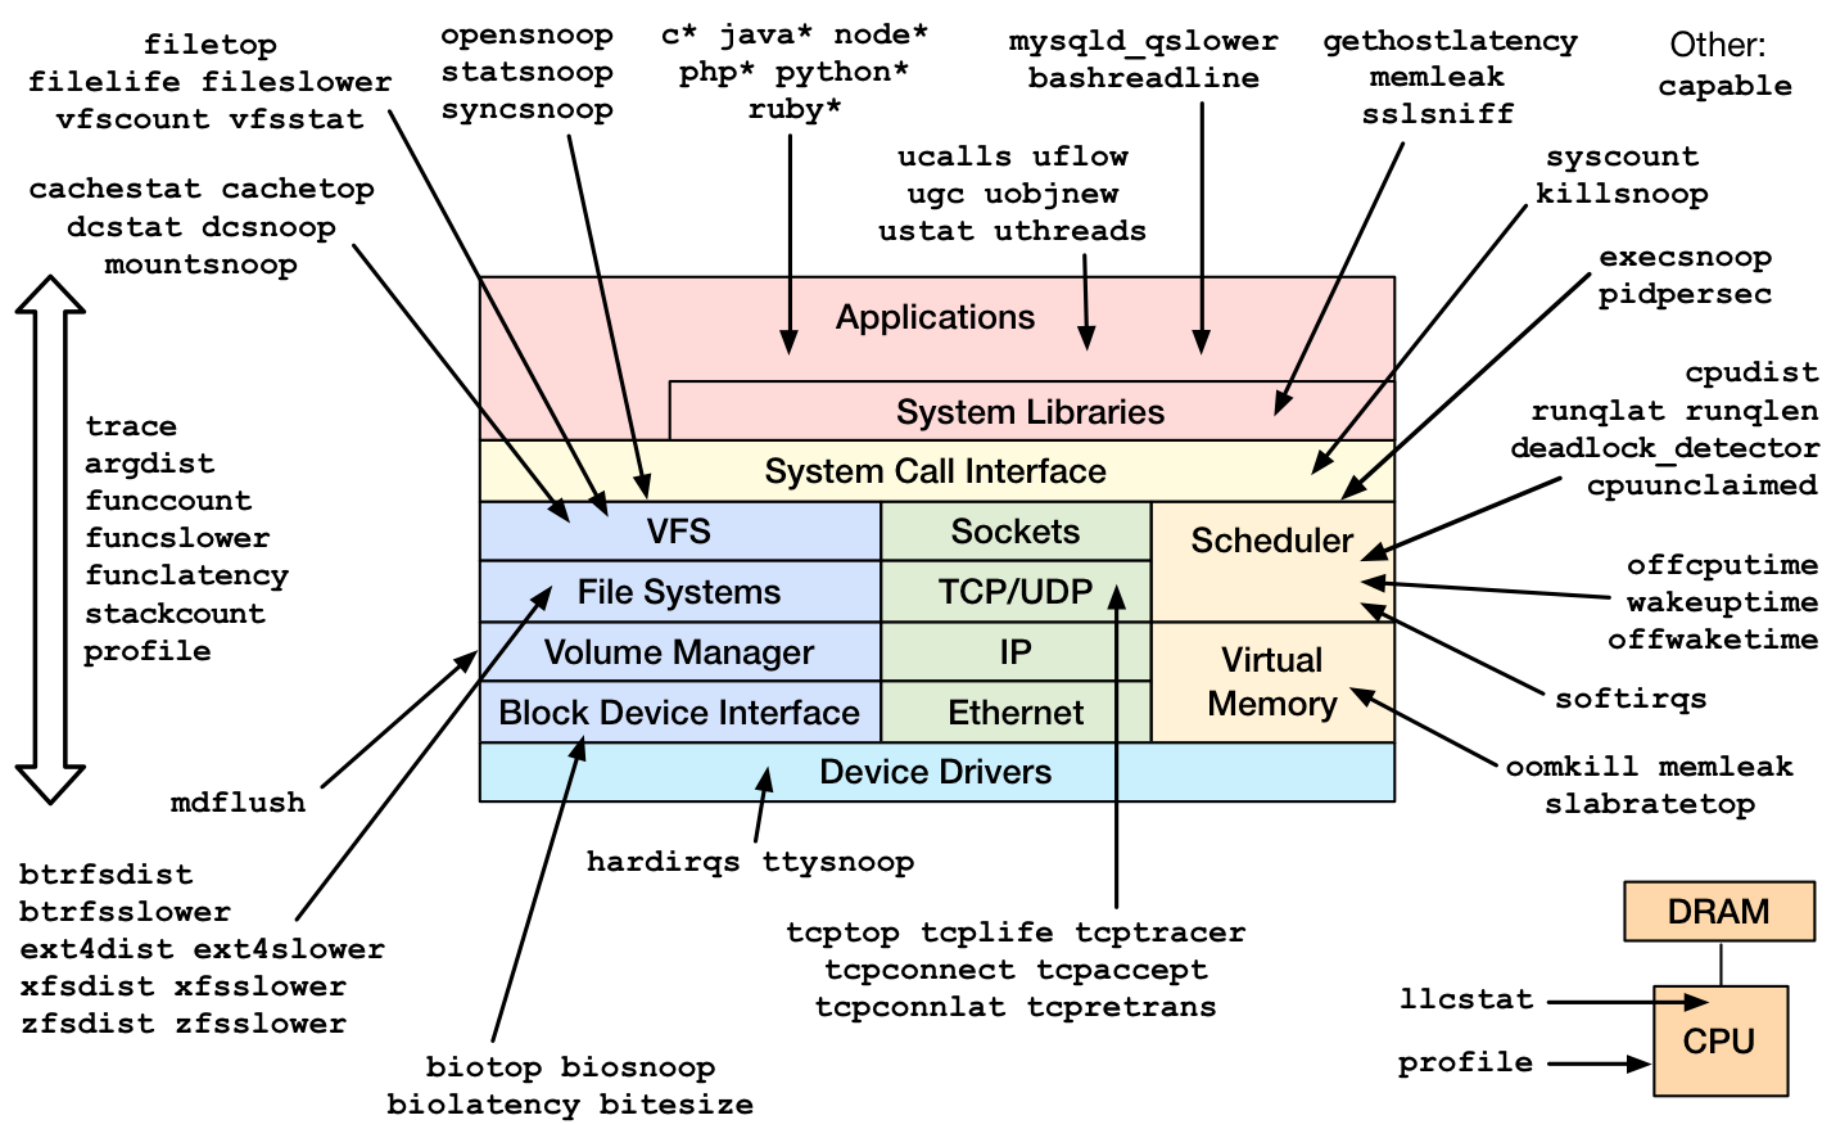 filetop
filelife fileslower
vfscount vfsstat
opensnoop
statsnoop
syncsnoop
c* java* node*
php* python*
ruby*
mysqld_qslower
bashreadline
gethostlatency
memleak
sslsniff
Other:
capable
ucalls uflow
ugc uobjnew
ustat uthreads
syscount
killsnoop
cachestat cachetop
dcstat dcsnoop
mountsnoop
execsnoop
pidpersec
trace
argdist
funccount
funcslower
funclatency
stackcount
profile
Applications
System Libraries
System Call Interface
VFS
File Systems
Volume Manager
Block Device Interface
Sockets
TCP/UDP
IP
Ethernet
Scheduler
Virtual
Memory
Device Drivers
cpudist
runqlat runqlen
deadlock_detector
cpuunclaimed
offcputime
wakeuptime
offwaketime
softirqs
oomkill memleak
slabratetop
mdflush
btrfsdist
btrfsslower
ext4dist ext4slower
xfsdist xfsslower
zfsdist zfsslower
hardirqs ttysnoop
biotop biosnoop
biolatency bitesize
tcptop tcplife tcptracer
tcpconnect tcpaccept
tcpconnlat tcpretrans
DRAM
llcstat
CPU
profile